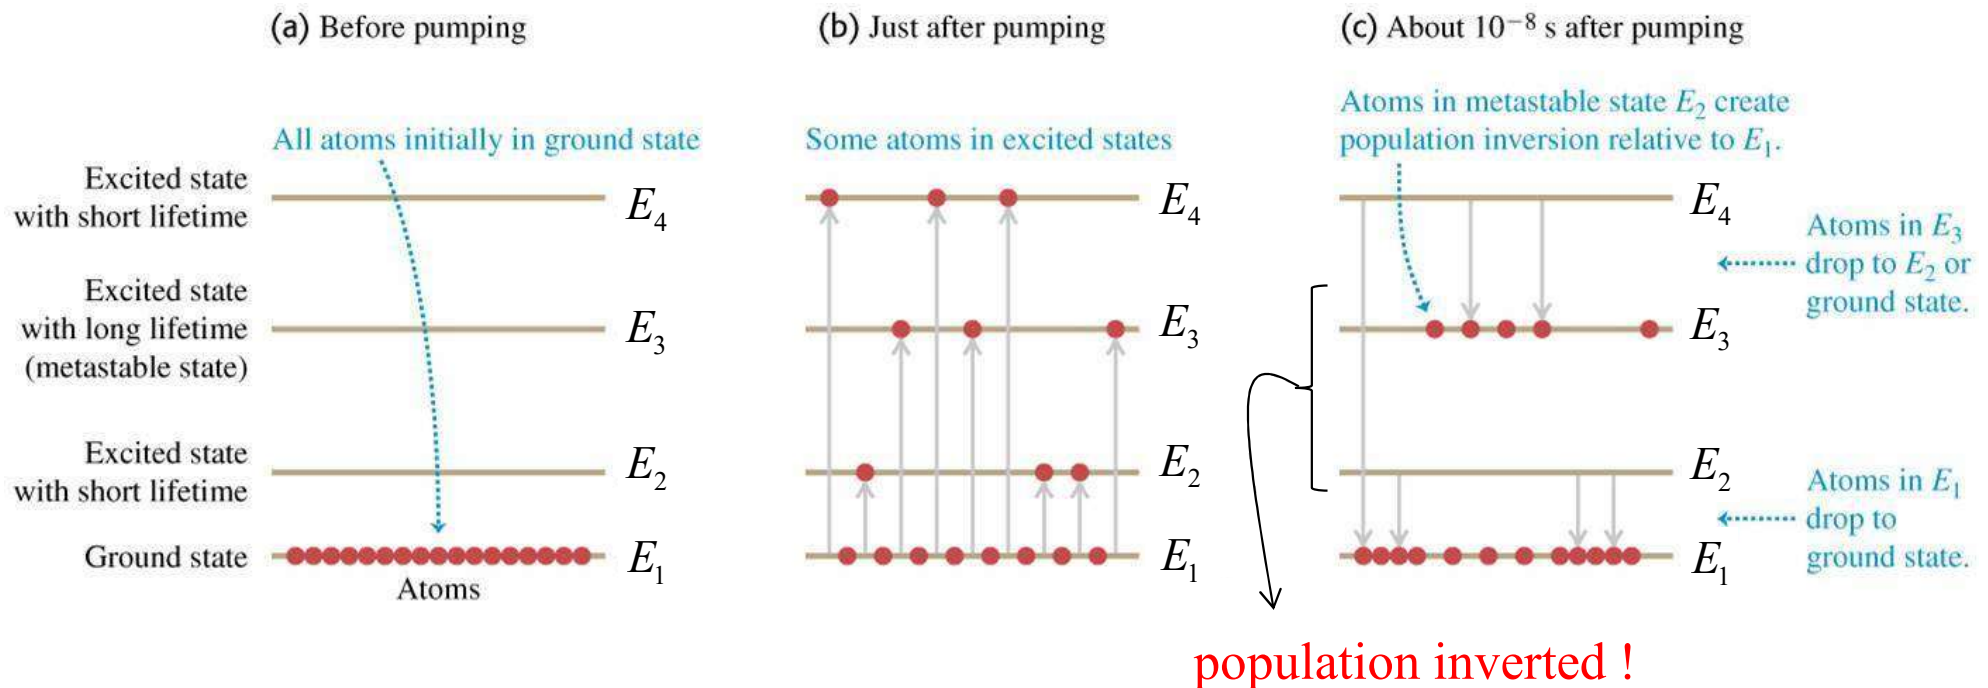 (a) Before pumping
All atoms initially in ground state
Excited state
with short lifetime
E₄
Excited state
with long lifetime
(metastable state)
E₃
Excited state
with short lifetime
E₂
Ground state
E₁
Atoms
(b) Just after pumping
Some atoms in excited states
E₄
E₃
E₂
E₁
(c) About 10⁻⁸ s after pumping
Atoms in metastable state E₂ create
population inversion relative to E₁.
E₄
Atoms in E₃
drop to E₂ or
ground state.
E₃
E₂
Atoms in E₁
drop to
ground state.
E₁
population inverted !